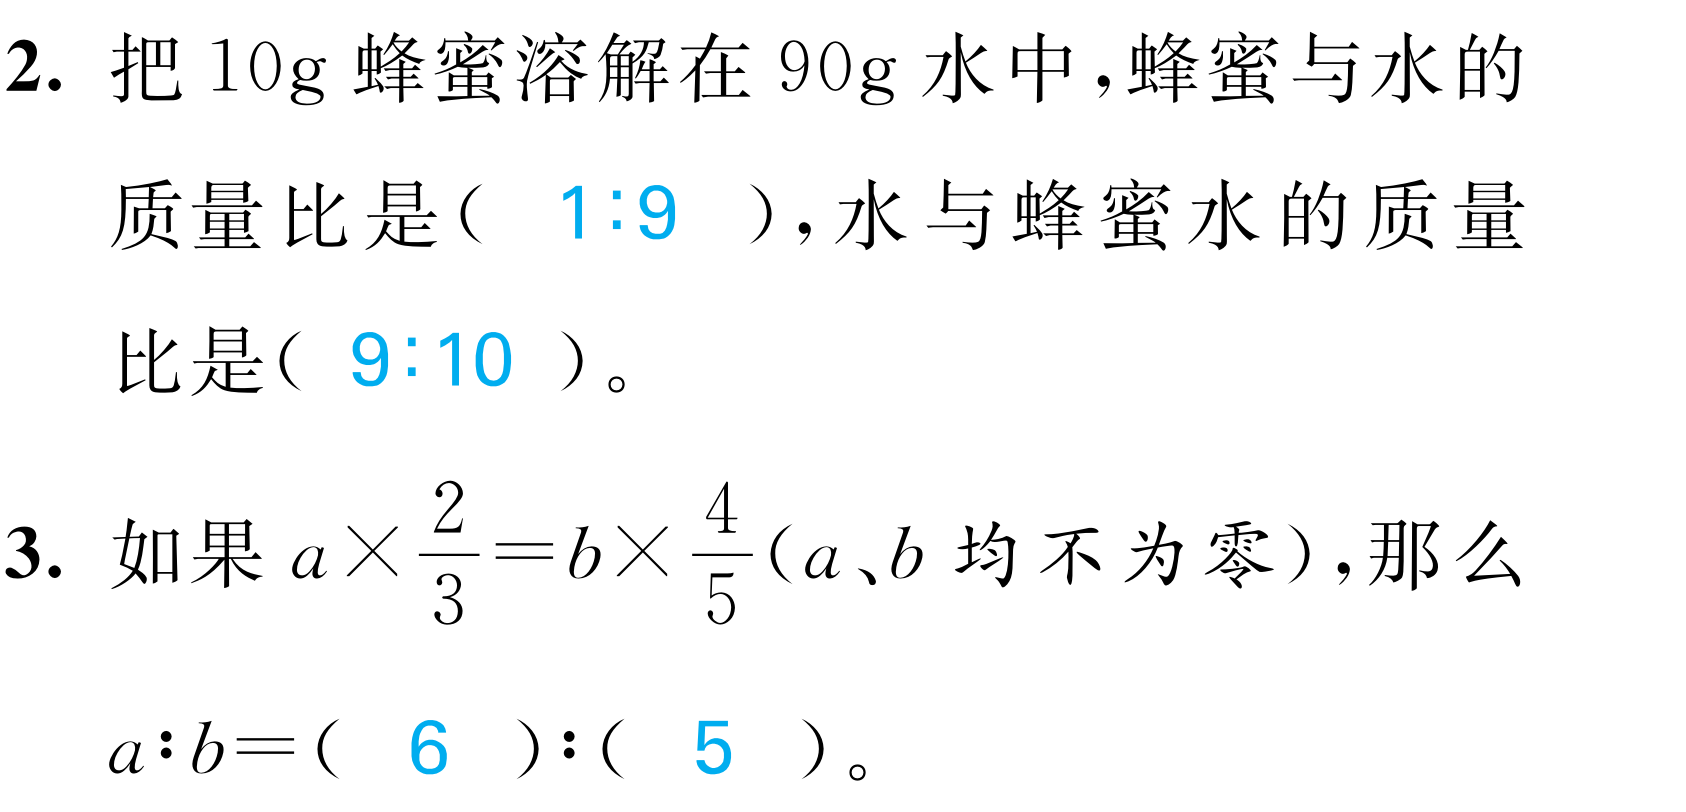 2. 把 10g 蜂蜜溶解在 90g 水中,蜂蜜与水的
质量比是( 1∶9 ),水与蜂蜜水的质量
比是( 9∶10 )。
3. 如果 a×2/3=b×4/5(a、b 均不为零),那么
a∶b=( 6 )∶( 5 )。